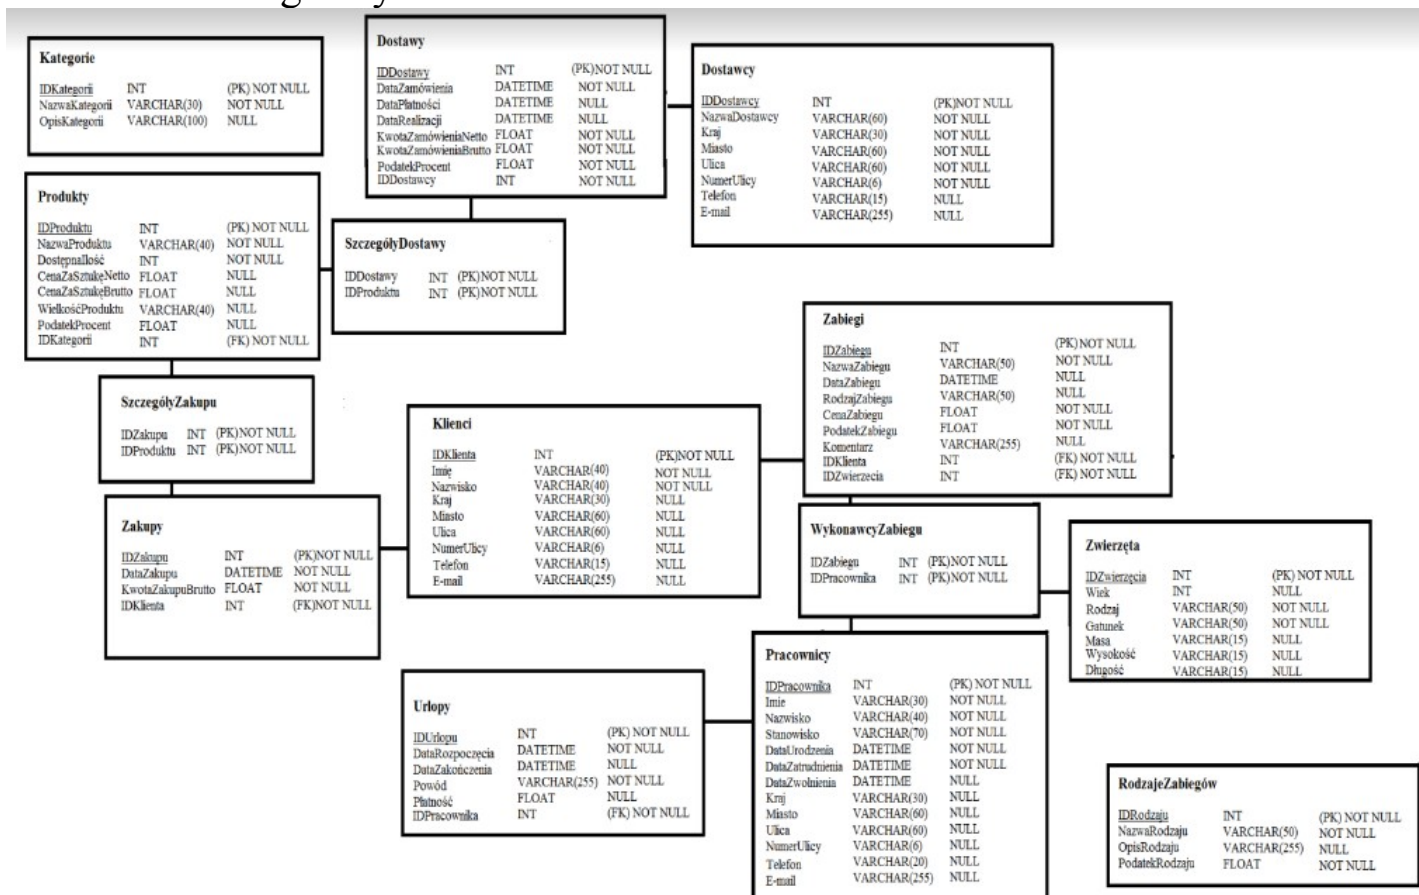 Kategorie
IDKategorii INT (PK) NOT NULL
NazwaKategorii VARCHAR(30) NOT NULL
OpisKategorii VARCHAR(100) NULL
Dostawy
IDDostawy INT (PK)NOT NULL
DataZamówienia DATETIME NOT NULL
DataPłatności DATETIME NULL
DataRealizacji DATETIME NULL
KwotaZamówieniaNetto FLOAT NOT NULL
KwotaZamówieniaBrutto FLOAT NOT NULL
PodatekProcent FLOAT NOT NULL
IDDostawcy INT NOT NULL
Dostawcy
IDDostawcy INT (PK)NOT NULL
NazwaDostawcy VARCHAR(60) NOT NULL
Kraj VARCHAR(30) NOT NULL
Miasto VARCHAR(60) NOT NULL
Ulica VARCHAR(60) NOT NULL
NumerUlicy VARCHAR(6) NOT NULL
Telefon VARCHAR(15) NULL
E-mail VARCHAR(255) NULL
Produkty
IDProduktu INT (PK) NOT NULL
NazwaProduktu VARCHAR(40) NOT NULL
DostępnaIlość INT NOT NULL
CenaZaSztukęNetto FLOAT NULL
CenaZaSztukęBrutto FLOAT NULL
WielkośćProduktu VARCHAR(40) NULL
PodatekProcent FLOAT NULL
IDKategorii INT (FK) NOT NULL
SzczegółyDostawy
IDDostawy INT (PK)NOT NULL
IDProduktu INT (PK)NOT NULL
SzczegółyZakupu
IDZakupu INT (PK)NOT NULL
IDProduktu INT (PK)NOT NULL
Zakupy
IDZakupu INT (PK)NOT NULL
DataZakupu DATETIME NOT NULL
KwotaZakupuBrutto FLOAT NOT NULL
IDKlienta INT (FK)NOT NULL
Klienci
IDKlienta INT (PK)NOT NULL
Imię VARCHAR(40) NOT NULL
Nazwisko VARCHAR(40) NOT NULL
Kraj VARCHAR(30) NULL
Miasto VARCHAR(60) NULL
Ulica VARCHAR(60) NULL
NumerUlicy VARCHAR(6) NULL
Telefon VARCHAR(15) NULL
E-mail VARCHAR(255) NULL
Zabiegi
IDZabiegu INT (PK) NOT NULL
NazwaZabiegu VARCHAR(50) NOT NULL
DataZabiegu DATETIME NULL
RodzajZabiegu VARCHAR(50) NULL
CenaZabiegu FLOAT NOT NULL
PodatekZabiegu FLOAT NOT NULL
Komentarz VARCHAR(255) NULL
IDKlienta INT (FK) NOT NULL
IDZwierzecia INT (FK) NOT NULL
WykonawcyZabiegu
IDZabiegu INT (PK)NOT NULL
IDPracownika INT (PK)NOT NULL
Zwierzęta
IDZwierzęcia INT (PK) NOT NULL
Wiek INT NULL
Rodzaj VARCHAR(50) NOT NULL
Gatunek VARCHAR(50) NOT NULL
Masa VARCHAR(15) NULL
Wysokość VARCHAR(15) NULL
Długość VARCHAR(15) NULL
Urlopy
IDUrlopu INT (PK) NOT NULL
DataRozpoczęcia DATETIME NOT NULL
DataZakończenia DATETIME NULL
Powód VARCHAR(255) NOT NULL
Płatność FLOAT NULL
IDPracownika INT (FK) NOT NULL
Pracownicy
IDPracownika INT (PK) NOT NULL
Imie VARCHAR(30) NOT NULL
Nazwisko VARCHAR(40) NOT NULL
Stanowisko VARCHAR(70) NOT NULL
DataUrodzenia DATETIME NOT NULL
DataZatrudnienia DATETIME NOT NULL
DataZwolnienia DATETIME NULL
Kraj VARCHAR(30) NULL
Miasto VARCHAR(60) NULL
Ulica VARCHAR(60) NULL
NumerUlicy VARCHAR(6) NULL
Telefon VARCHAR(20) NULL
E-mail VARCHAR(255) NULL
RodzajeZabiegów
IDRodzaju INT (PK) NOT NULL
NazwaRodzaju VARCHAR(50) NOT NULL
OpisRodzaju VARCHAR(255) NULL
PodatekRodzaju FLOAT NOT NULL